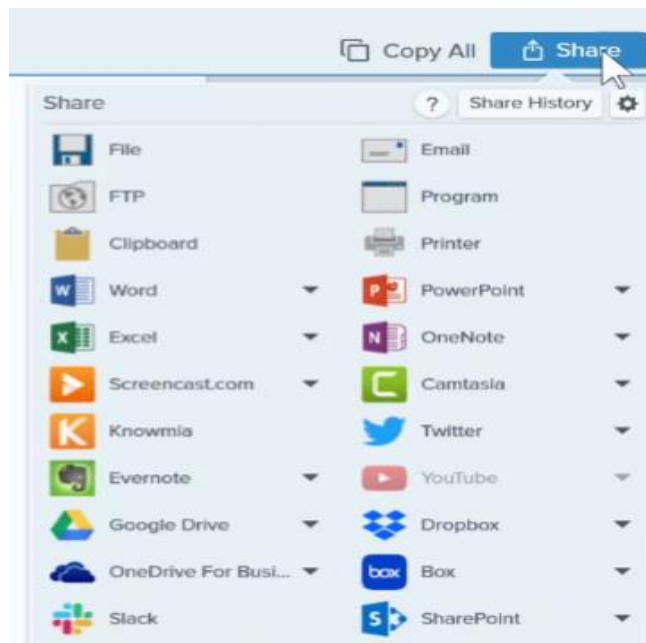 Copy All Share
Share ? Share History
File Email
FTP Program
Clipboard Printer
W Word P PowerPoint
X Excel N OneNote
Screencast.com C Camtasia
K Knowmia Twitter
Evernote YouTube
Google Drive Dropbox
OneDrive For Busi... box Box
Slack S SharePoint